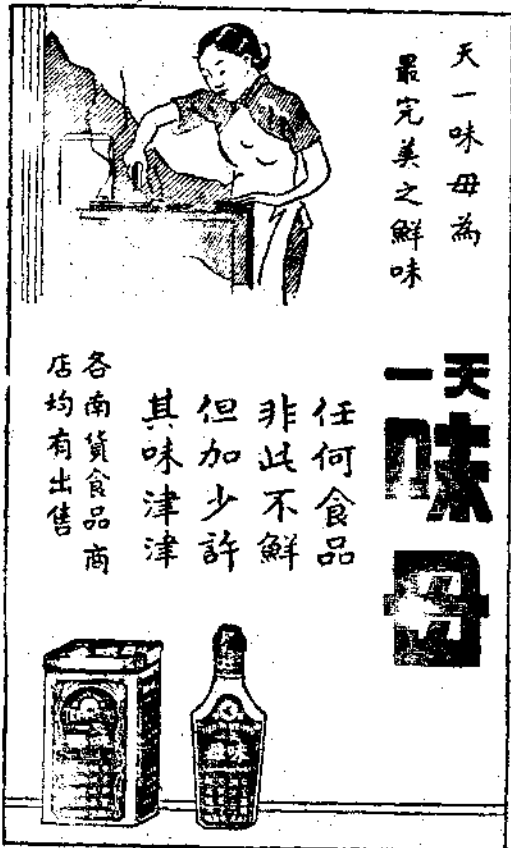 天一味母為
最完美之鮮味
天一
味
母
任何食品
非此不鮮
但加少許
其味津津
各南貨食品商
店均有出售